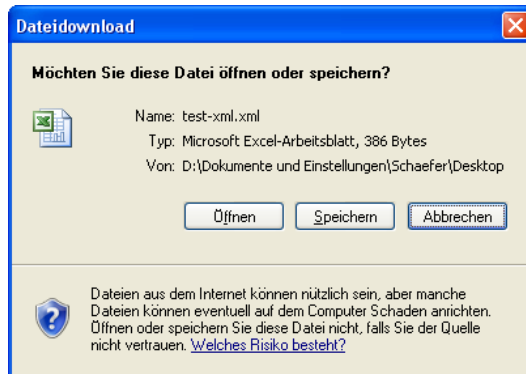 Dateidownload
Möchten Sie diese Datei öffnen oder speichern?
Name: test-xml.xml
Typ: Microsoft Excel-Arbeitsblatt, 386 Bytes
Von: D:\Dokumente und Einstellungen\Schaefer\Desktop
Öffnen Speichern Abbrechen
Dateien aus dem Internet können nützlich sein, aber manche
Dateien können eventuell auf dem Computer Schaden anrichten.
Öffnen oder speichern Sie diese Datei nicht, falls Sie der Quelle
nicht vertrauen. Welches Risiko besteht?